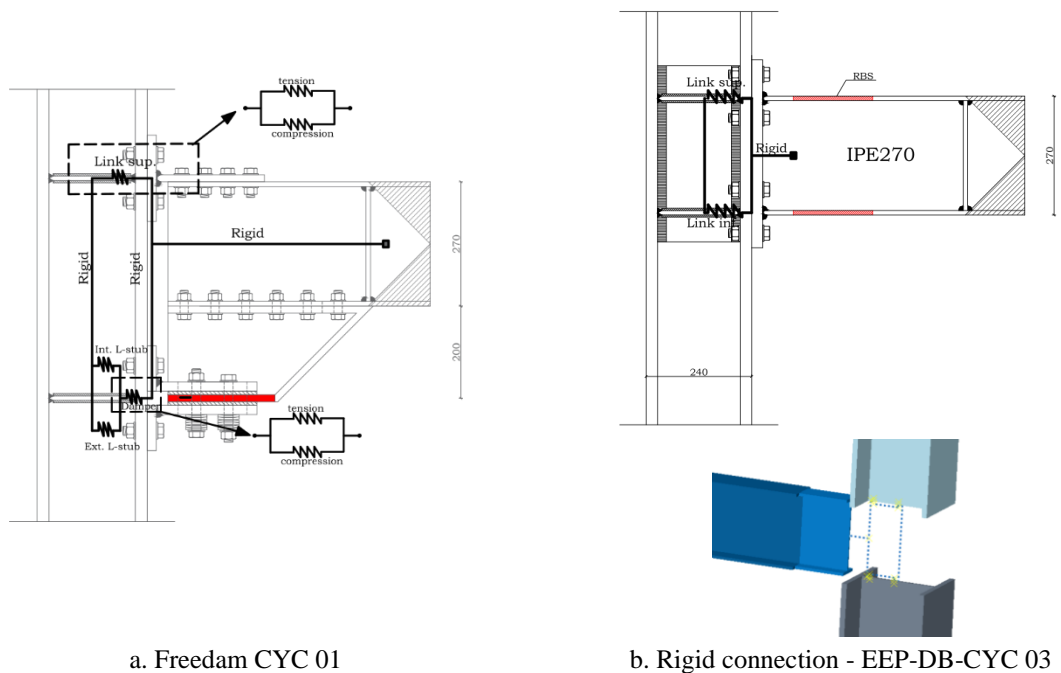 tension
compression
Link sup.
Rigid
Rigid
Rigid
270
200
Int. L-stub
Damper
Ext. L-stub
tension
compression
a. Freedam CYC 01
RBS
Link sup.
Rigid
IPE270
270
Link in
240
b. Rigid connection - EEP-DB-CYC 03